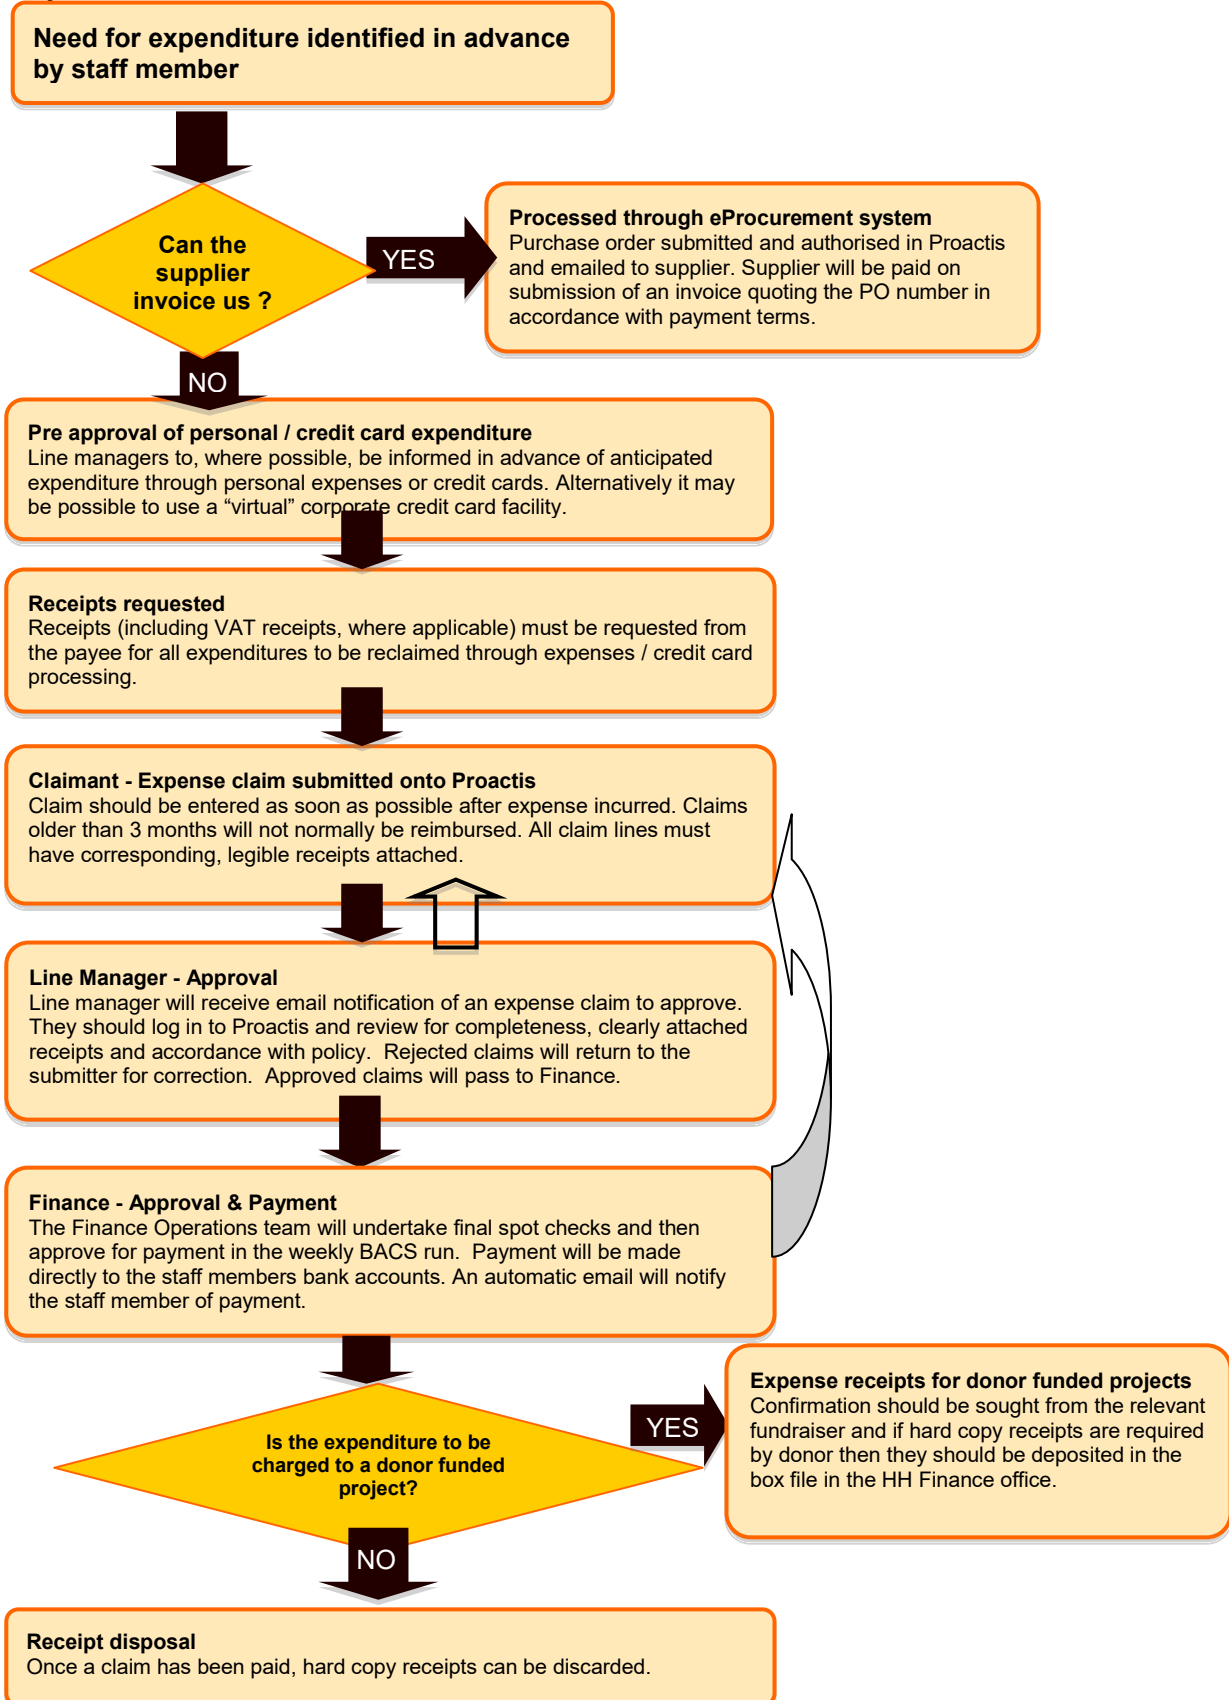 Need for expenditure identified in advance
by staff member
Can the
supplier
invoice us ?
YES
Processed through eProcurement system
Purchase order submitted and authorised in Proactis
and emailed to supplier. Supplier will be paid on
submission of an invoice quoting the PO number in
accordance with payment terms.
NO
Pre approval of personal / credit card expenditure
Line managers to, where possible, be informed in advance of anticipated
expenditure through personal expenses or credit cards. Alternatively it may
be possible to use a “virtual” corporate credit card facility.
Receipts requested
Receipts (including VAT receipts, where applicable) must be requested from
the payee for all expenditures to be reclaimed through expenses / credit card
processing.
Claimant - Expense claim submitted onto Proactis
Claim should be entered as soon as possible after expense incurred. Claims
older than 3 months will not normally be reimbursed. All claim lines must
have corresponding, legible receipts attached.
Line Manager - Approval
Line manager will receive email notification of an expense claim to approve.
They should log in to Proactis and review for completeness, clearly attached
receipts and accordance with policy.  Rejected claims will return to the
submitter for correction.  Approved claims will pass to Finance.
Finance - Approval & Payment
The Finance Operations team will undertake final spot checks and then
approve for payment in the weekly BACS run.  Payment will be made
directly to the staff members bank accounts. An automatic email will notify
the staff member of payment.
Is the expenditure to be
charged to a donor funded
project?
YES
Expense receipts for donor funded projects
Confirmation should be sought from the relevant
fundraiser and if hard copy receipts are required
by donor then they should be deposited in the
box file in the HH Finance office.
NO
Receipt disposal
Once a claim has been paid, hard copy receipts can be discarded.